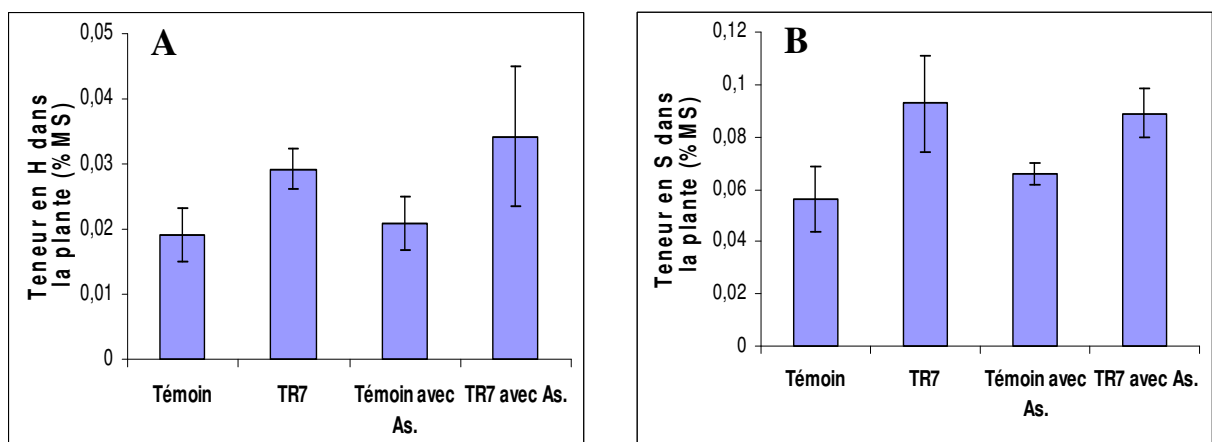 A
Teneur en H dans
la plante (% MS)
0,05
0,04
0,03
0,02
0,01
0
Témoin
TR7
Témoin avec
As.
TR7 avec As.
B
Teneur en S dans
la plante (% MS)
0,12
0,1
0,08
0,06
0,04
0,02
0
Témoin
TR7
Témoin avec
As.
TR7 avec As.